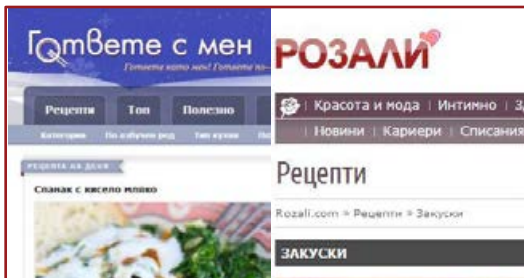 Гответе с мен
Гответе като мен! Гответе по-
Рецепти Топ Полезно
Категории По азбучен ред Тип кухня По
РЕЦЕПТА НА ДЕНЯ
Спанак с кисело мляко
РОЗАЛИ
| Красота и мода | Интимно | З
| Новини | Кариери | Списания
Рецепти
Rozali.com » Рецепти » Закуски
ЗАКУСКИ